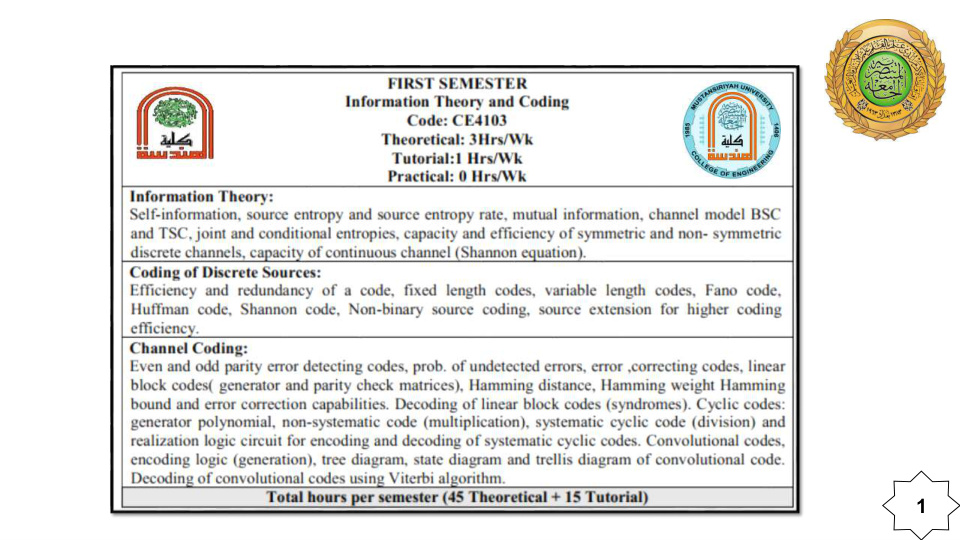 FIRST SEMESTER
Information Theory and Coding
Code: CE4103
Theoretical: 3Hrs/Wk
Tutorial:1 Hrs/Wk
Practical: 0 Hrs/Wk
كلية
الهندسة
MUSTANSIRIYAH UNIVERSITY
1985
1406
كلية
الهندسة
COLLEGE OF ENGINEERING
Information Theory:
Self-information, source entropy and source entropy rate, mutual information, channel model BSC
and TSC, joint and conditional entropies, capacity and efficiency of symmetric and non- symmetric
discrete channels, capacity of continuous channel (Shannon equation).
Coding of Discrete Sources:
Efficiency and redundancy of a code, fixed length codes, variable length codes, Fano code,
Huffman code, Shannon code, Non-binary source coding, source extension for higher coding
efficiency.
Channel Coding:
Even and odd parity error detecting codes, prob. of undetected errors, error ,correcting codes, linear
block codes( generator and parity check matrices), Hamming distance, Hamming weight Hamming
bound and error correction capabilities. Decoding of linear block codes (syndromes). Cyclic codes:
generator polynomial, non-systematic code (multiplication), systematic cyclic code (division) and
realization logic circuit for encoding and decoding of systematic cyclic codes. Convolutional codes,
encoding logic (generation), tree diagram, state diagram and trellis diagram of convolutional code.
Decoding of convolutional codes using Viterbi algorithm.
Total hours per semester (45 Theoretical + 15 Tutorial)
1